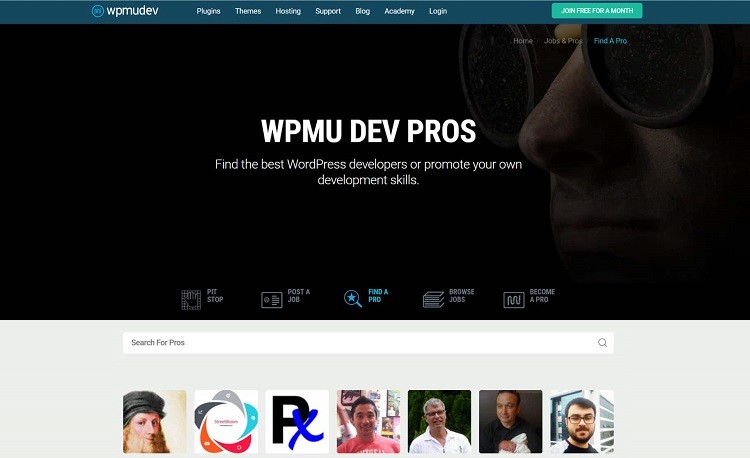 wpmudev
Plugins Themes Hosting Support Blog Academy Login
JOIN FREE FOR A MONTH
Home Jobs & Pros Find A Pro
WPMU DEV PROS
Find the best WordPress developers or promote your own
development skills.
PIT
STOP
POST A
JOB
FIND A
PRO
BROWSE
JOBS
BECOME
A PRO
Search For Pros
Rx